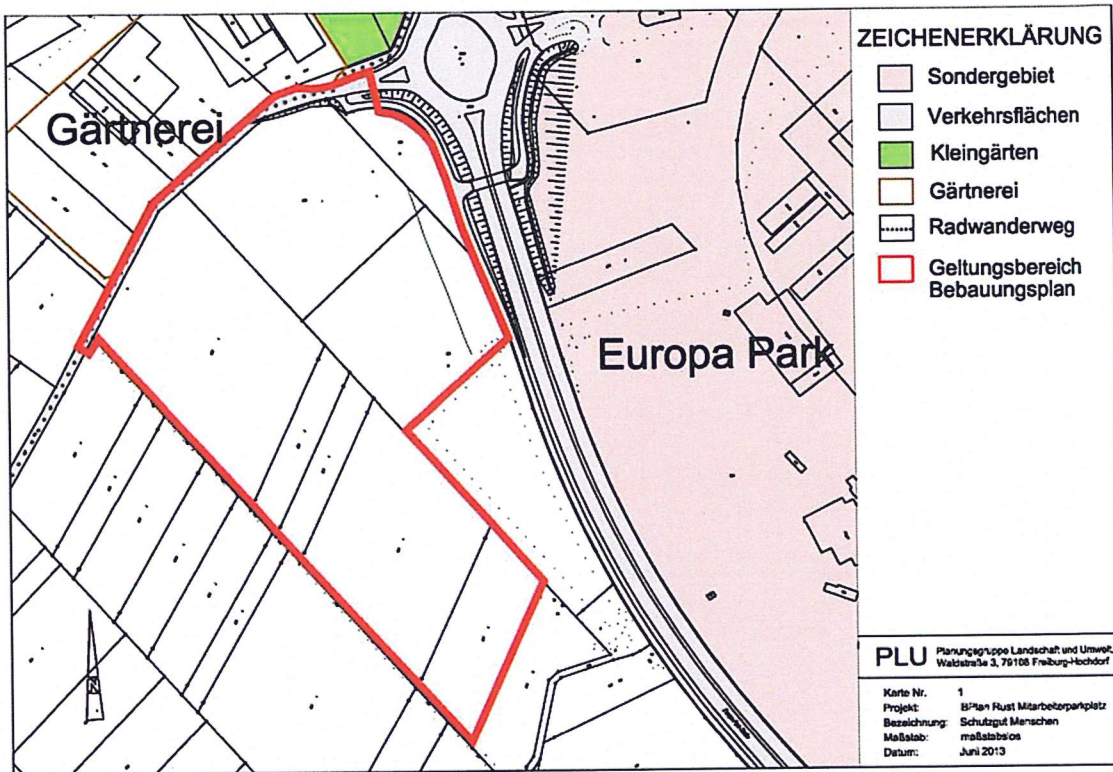 Gärtnerei
Europa Park
ZEICHENERKLÄRUNG
Sondergebiet
Verkehrsflächen
Kleingärten
Gärtnerei
Radwanderweg
Geltungsbereich
Bebauungsplan
N
PLU Planungsgruppe Landschaft und Umwelt,
Waldstraße 3, 79108 Freiburg-Hochdorf
Karte Nr. 1
Projekt: BPlan Rust Mitarbeiterparkplatz
Bezeichnung: Schutzgut Menschen
Maßstab: maßstabslos
Datum: Juni 2013